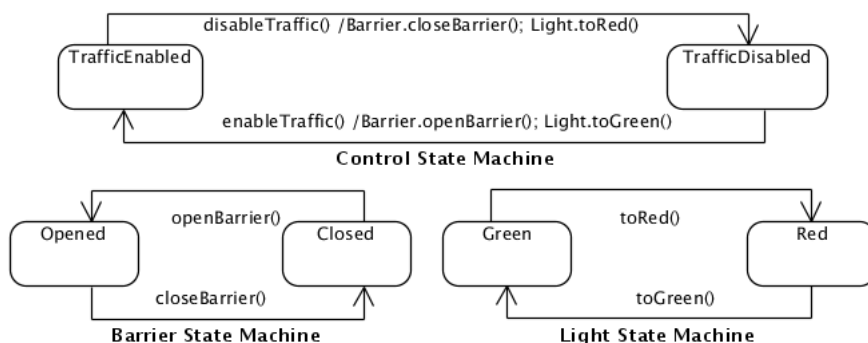 disableTraffic() /Barrier.closeBarrier(); Light.toRed()
TrafficEnabled
TrafficDisabled
enableTraffic() /Barrier.openBarrier(); Light.toGreen()
Control State Machine
Opened
openBarrier()
Closed
closeBarrier()
Barrier State Machine
Green
toRed()
Red
toGreen()
Light State Machine